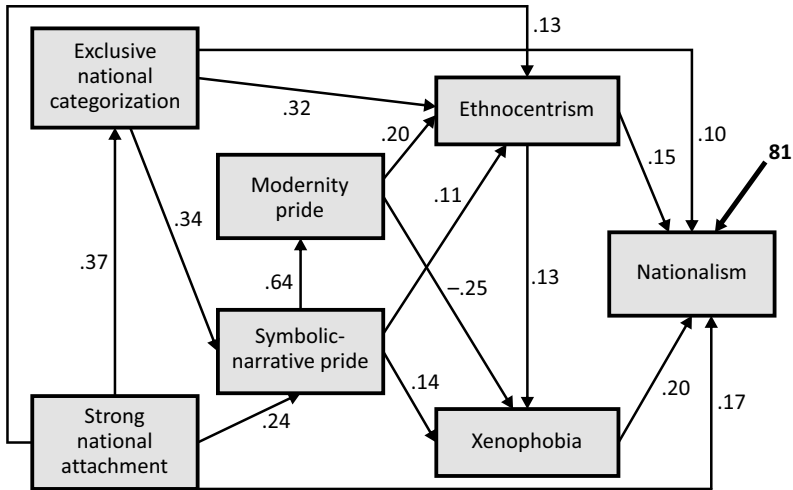 .13
Exclusive
national
categorization
Ethnocentrism
.32
.20
.15
.10
81
Modernity
pride
.11
.34
Nationalism
.37
.64
–.25
.13
Symbolic-
narrative pride
.14
.20
.17
Strong
national
attachment
.24
Xenophobia